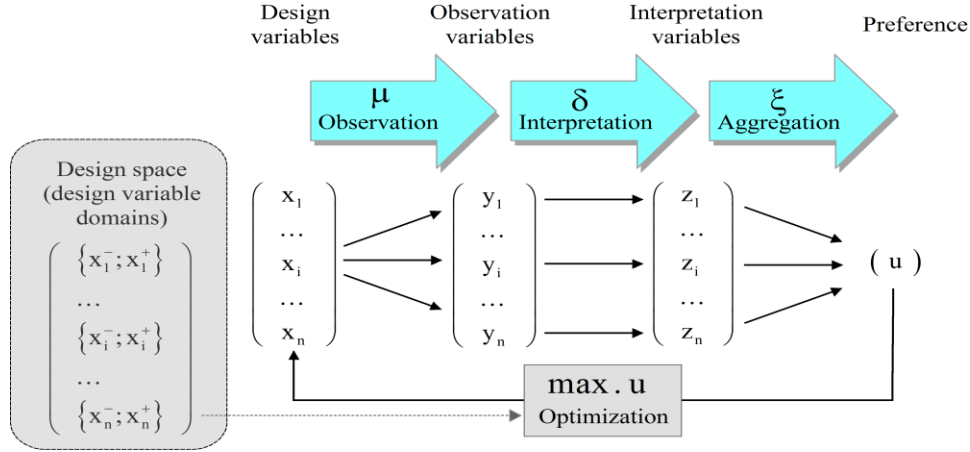 Design variables
Observation variables
Interpretation variables
Preference
μ
Observation
δ
Interpretation
ξ
Aggregation
Design space
(design variable
domains)
{x₁⁻;x₁⁺}
...
{xᵢ⁻;xᵢ⁺}
...
{xₙ⁻;xₙ⁺}
x₁
...
xᵢ
...
xₙ
y₁
...
yᵢ
...
yₙ
z₁
...
zᵢ
...
zₙ
( u )
max. u
Optimization